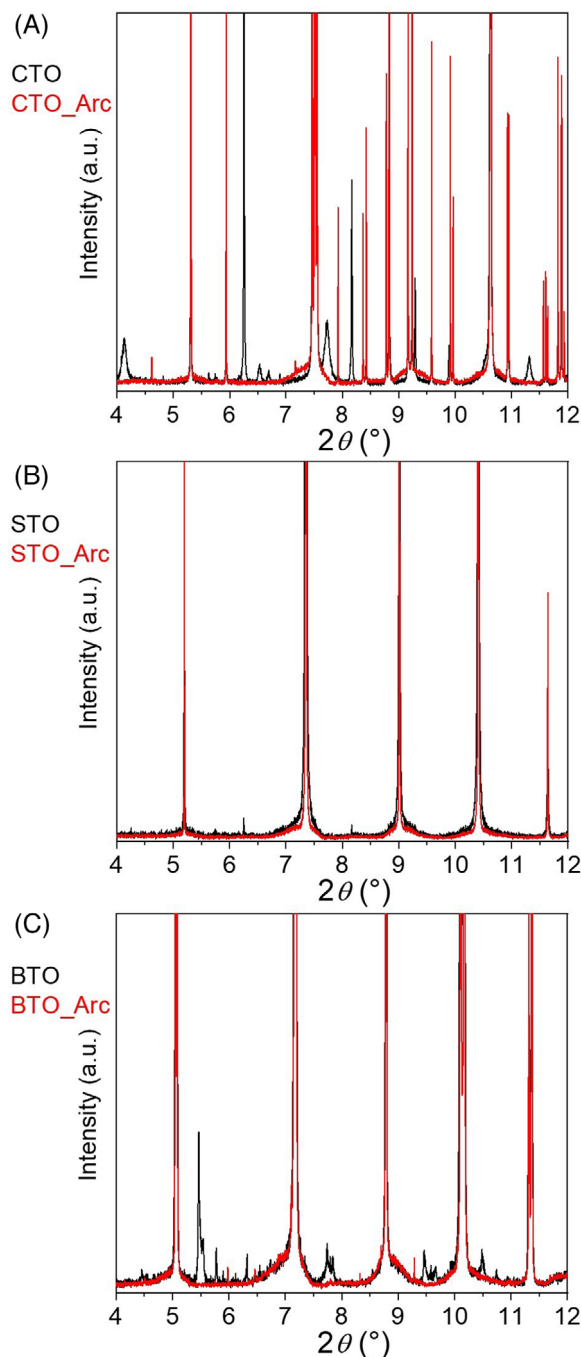 (A)
CTO
CTO_Arc
Intensity (a.u.)
4 5 6 7 8 9 10 11 12
2θ (°)
(B)
STO
STO_Arc
Intensity (a.u.)
4 5 6 7 8 9 10 11 12
2θ (°)
(C)
BTO
BTO_Arc
Intensity (a.u.)
4 5 6 7 8 9 10 11 12
2θ (°)